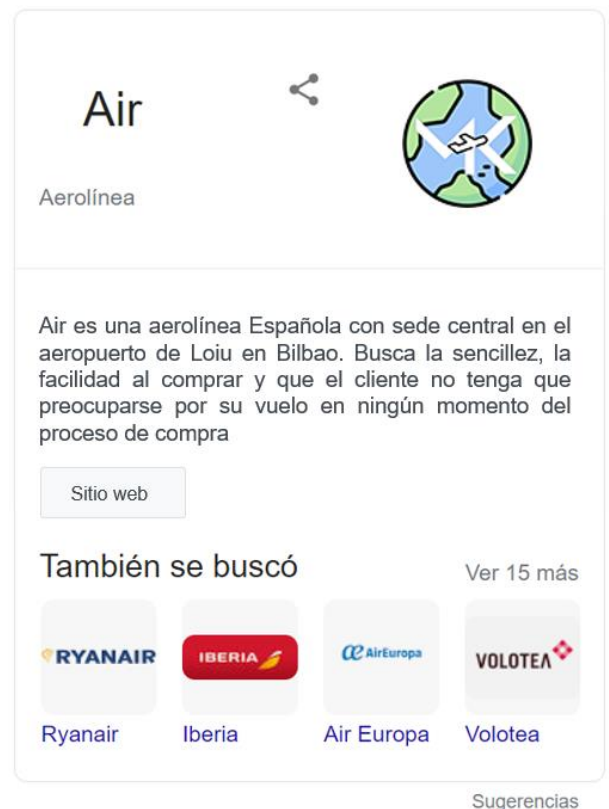 Air
VK
Aerolínea
Air es una aerolínea Española con sede central en el
aeropuerto de Loiu en Bilbao. Busca la sencillez, la
facilidad al comprar y que el cliente no tenga que
preocuparse por su vuelo en ningún momento del
proceso de compra
Sitio web
También se buscó
Ver 15 más
RYANAIR
IBERIA
AirEuropa
VOLOTEA
Ryanair
Iberia
Air Europa
Volotea
Sugerencias